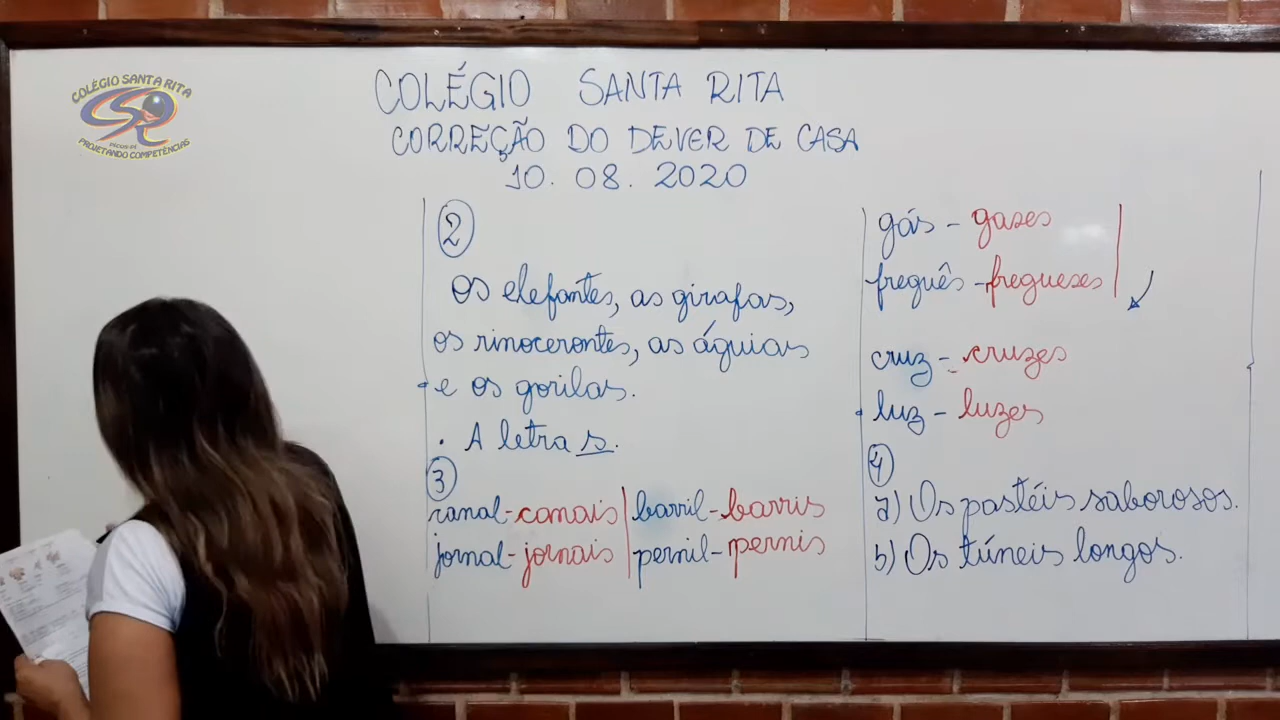 COLÉGIO SANTA RITA
PROJETANDO COMPETÊNCIAS
COLÉGIO SANTA RITA
CORREÇÃO DO DEVER DE CASA
10. 08. 2020
2
Os elefantes, as girafas,
os rinocerontes, as águias
e os gorilas.
. A letra s.
3
canal-canais | barril-barris
jornal-jornais | pernil-pernis
gás - gases
freguês - fregueses
cruz - cruzes
luz - luzes
4
a) Os pastéis saborosos.
b) Os túneis longos.